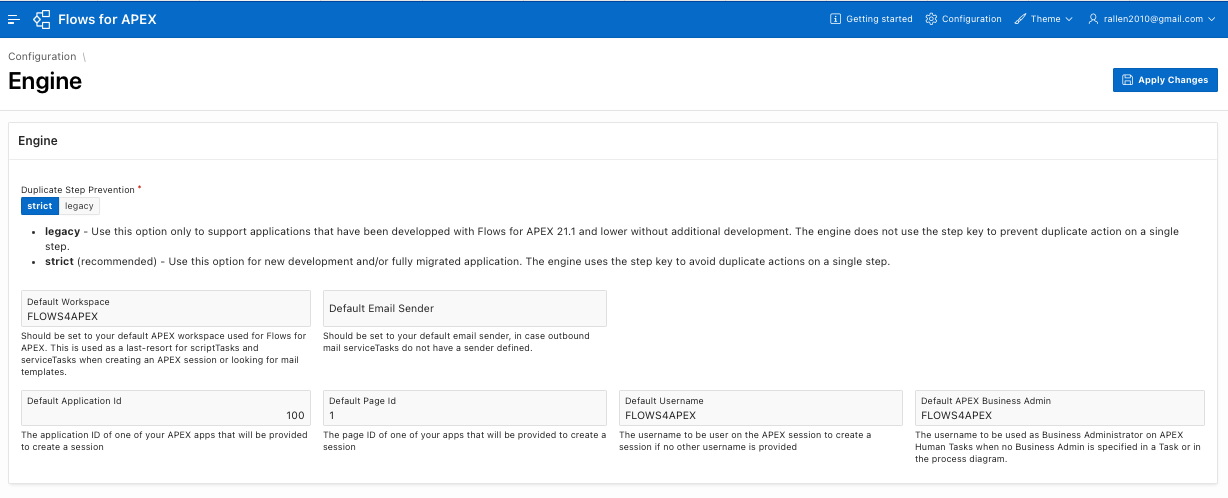 Flows for APEX
Getting started
Configuration
Theme
rallen2010@gmail.com
Configuration \
Engine
Apply Changes
Engine
Duplicate Step Prevention *
strict legacy
• legacy - Use this option only to support applications that have been developped with Flows for APEX 21.1 and lower without additional development. The engine does not use the step key to prevent duplicate action on a single
step.
• strict (recommended) - Use this option for new development and/or fully migrated application. The engine uses the step key to avoid duplicate actions on a single step.
Default Workspace
FLOWS4APEX
Should be set to your default APEX workspace used for Flows for
APEX. This is used as a last-resort for scriptTasks and
serviceTasks when creating an APEX session or looking for mail
templates.
Default Email Sender
Should be set to your default email sender, in case outbound
mail serviceTasks do not have a sender defined.
Default Application Id
100
The application ID of one of your APEX apps that will be provided
to create a session
Default Page Id
1
The page ID of one of your apps that will be provided to create a
session
Default Username
FLOWS4APEX
The username to be user on the APEX session to create a
session if no other username is provided
Default APEX Business Admin
FLOWS4APEX
The username to be used as Business Administrator on APEX
Human Tasks when no Business Admin is specified in a Task or in
the process diagram.